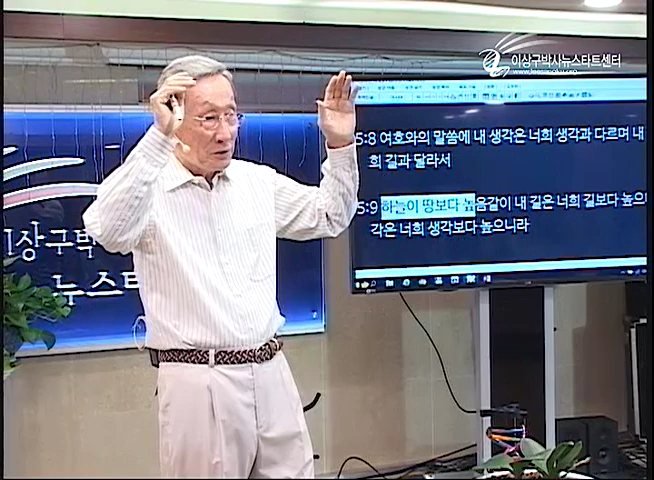 이상구박사뉴스타트센터
5:8 여호와의 말씀에 내 생각은 너희 생각과 다르며 내
희 길과 달라서
5:9 하늘이 땅보다 높음같이 내 길은 너희 길보다 높으니
각은 너희 생각보다 높으니라
이상구박
뉴스타